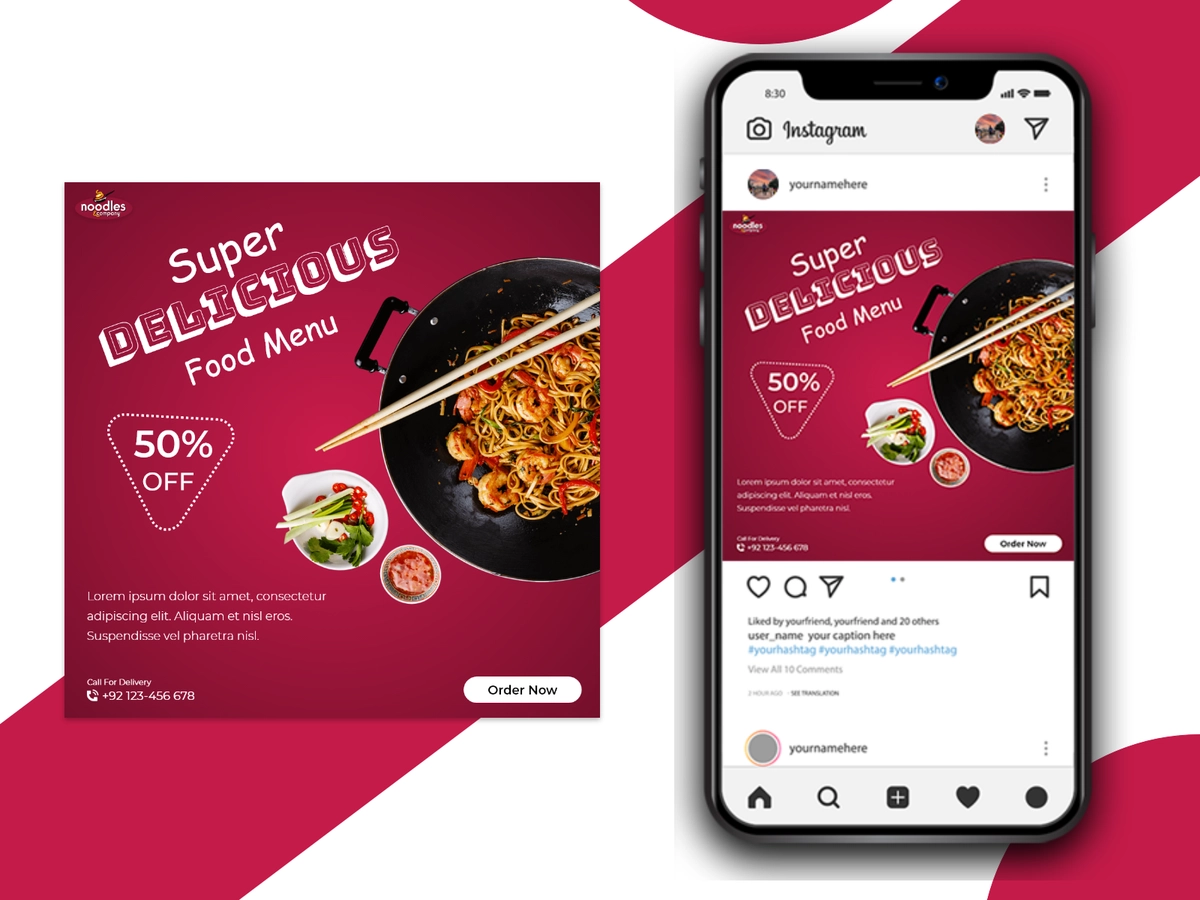 noodles
&company
Super
DELICIOUS
Food Menu
50%
OFF
Lorem ipsum dolor sit amet, consectetur
adipiscing elit. Aliquam et nisl eros.
Suspendisse vel pharetra nisl.
Call For Delivery
+92 123-456 678
Order Now
8:30
Instagram
yournamehere
noodles
&company
Super
DELICIOUS
Food Menu
50%
OFF
Lorem ipsum dolor sit amet, consectetur
adipiscing elit. Aliquam et nisl eros.
Suspendisse vel pharetra nisl.
Call For Delivery
+92 123-456 678
Order Now
Liked by yourfriend, yourfriend and 20 others
user_name your caption here
#yourhashtag #yourhashtag #yourhashtag
View All 10 Comments
2 HOUR AGO · SEE TRANSLATION
yournamehere